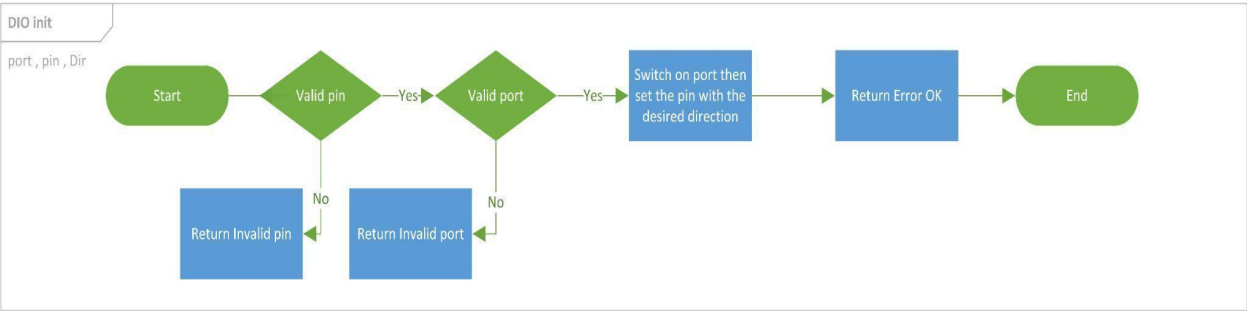 DIO init
port , pin , Dir
Start
Valid pin
Yes
Valid port
Yes
Switch on port then
set the pin with the
desired direction
Return Error OK
End
No
No
Return Invalid pin
Return Invalid port